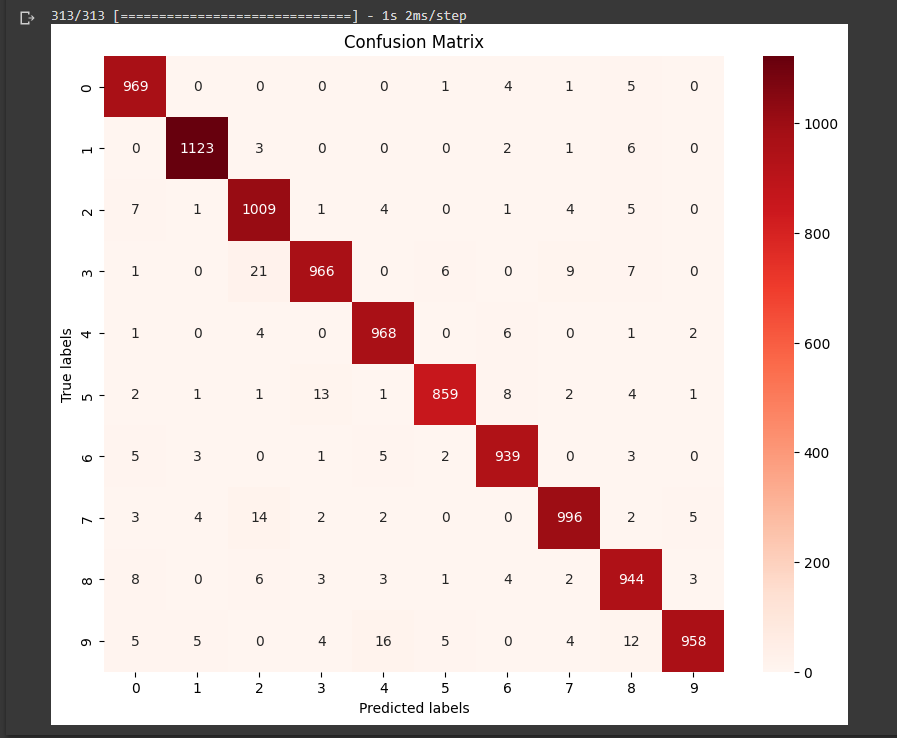 313/313 [==============================] - 1s 2ms/step
Confusion Matrix
0 969 0 0 0 0 1 4 1 5 0
1 0 1123 3 0 0 0 2 1 6 0
2 7 1 1009 1 4 0 1 4 5 0
3 1 0 21 966 0 6 0 9 7 0
4 1 0 4 0 968 0 6 0 1 2
5 2 1 1 13 1 859 8 2 4 1
6 5 3 0 1 5 2 939 0 3 0
7 3 4 14 2 2 0 0 996 2 5
8 8 0 6 3 3 1 4 2 944 3
9 5 5 0 4 16 5 0 4 12 958
0 1 2 3 4 5 6 7 8 9
Predicted labels
True labels
1000
800
600
400
200
0